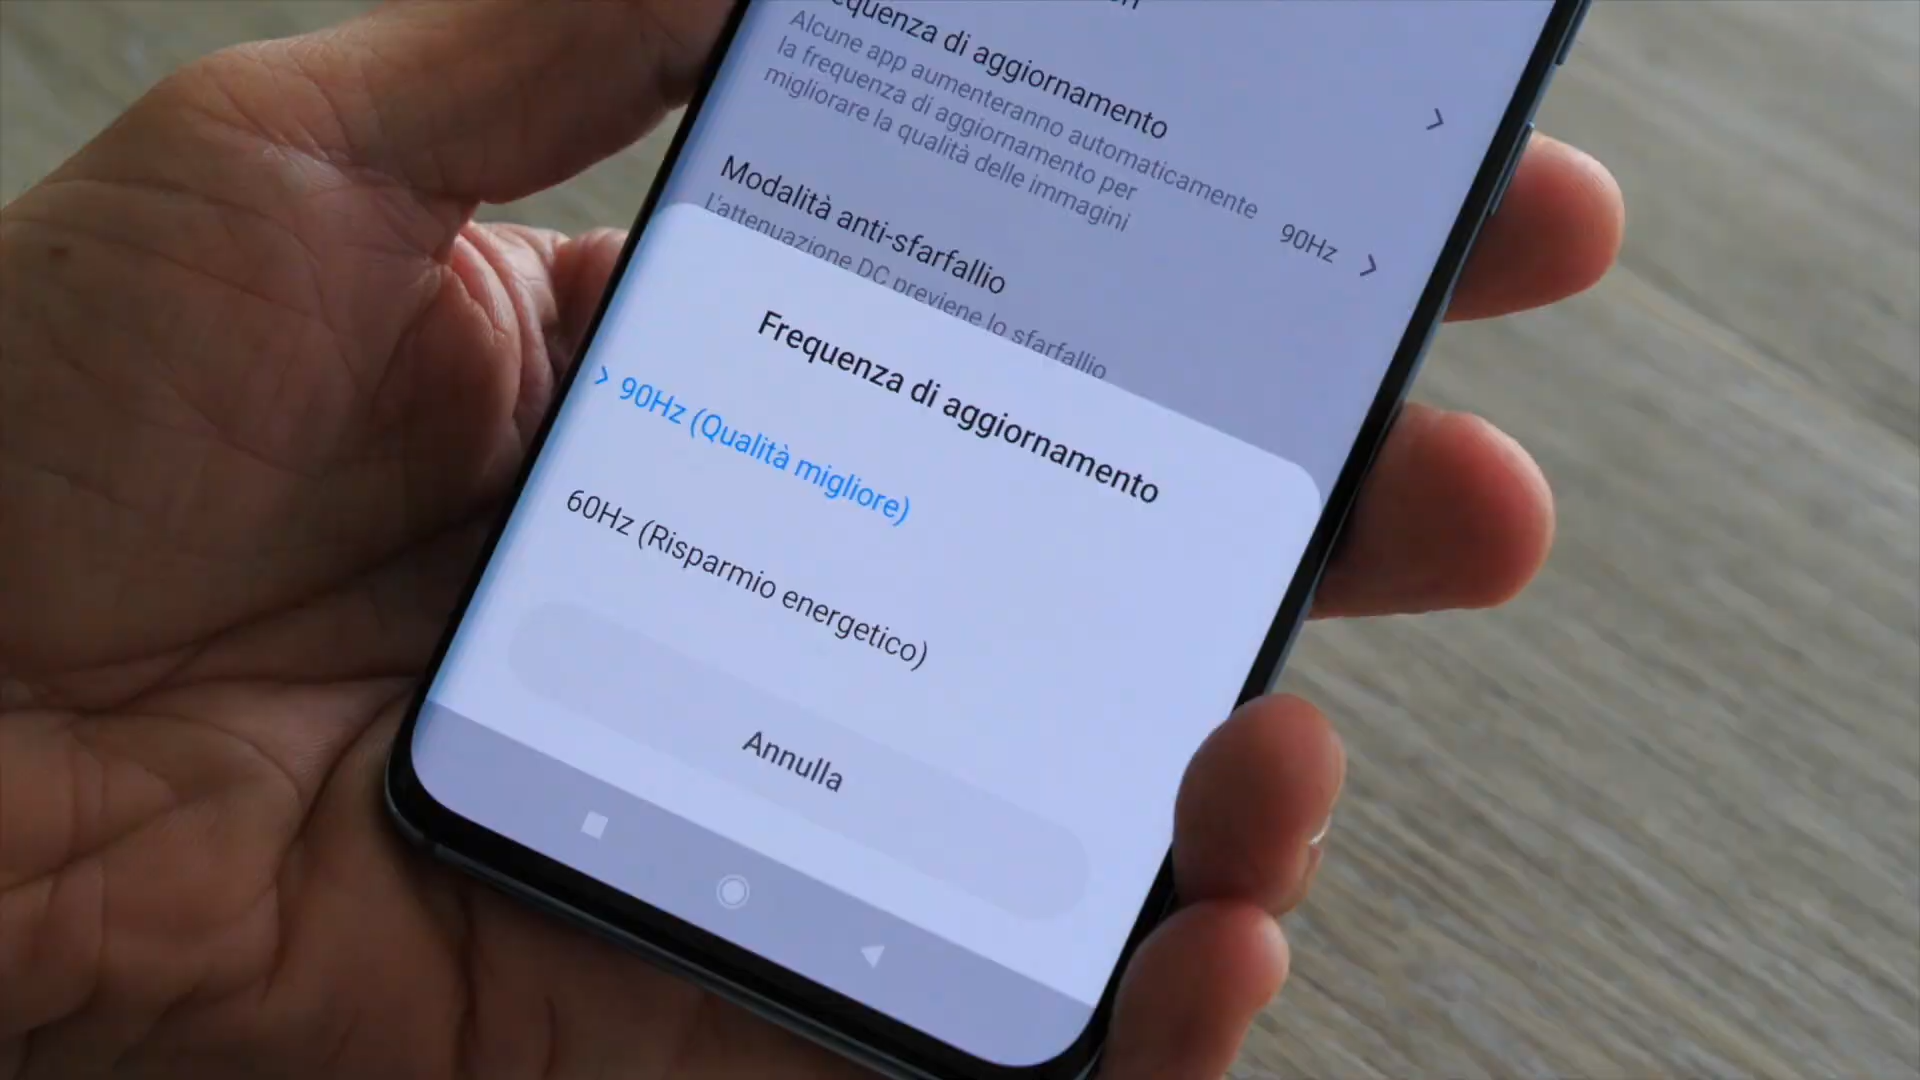 Frequenza di aggiornamento
Alcune app aumenteranno automaticamente
la frequenza di aggiornamento per
migliorare la qualità delle immagini
90Hz
Modalità anti-sfarfallio
L'attenuazione DC previene lo sfarfallio
Frequenza di aggiornamento
90Hz (Qualità migliore)
60Hz (Risparmio energetico)
Annulla